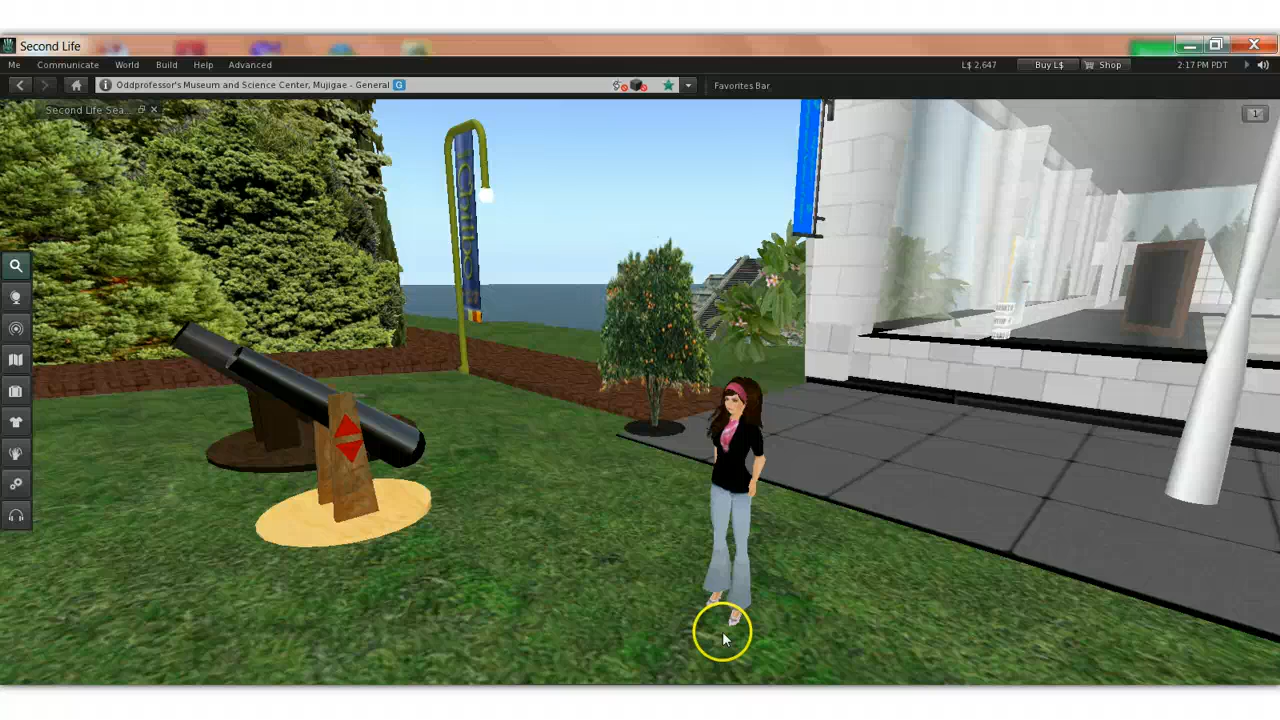 Second Life
Me Communicate World Build Help Advanced L$ 2,647 Buy L$ Shop 2:17 PM PDT
Oddprofessor's Museum and Science Center, Mujigae - General G Favorites Bar
Second Life Sea...
1